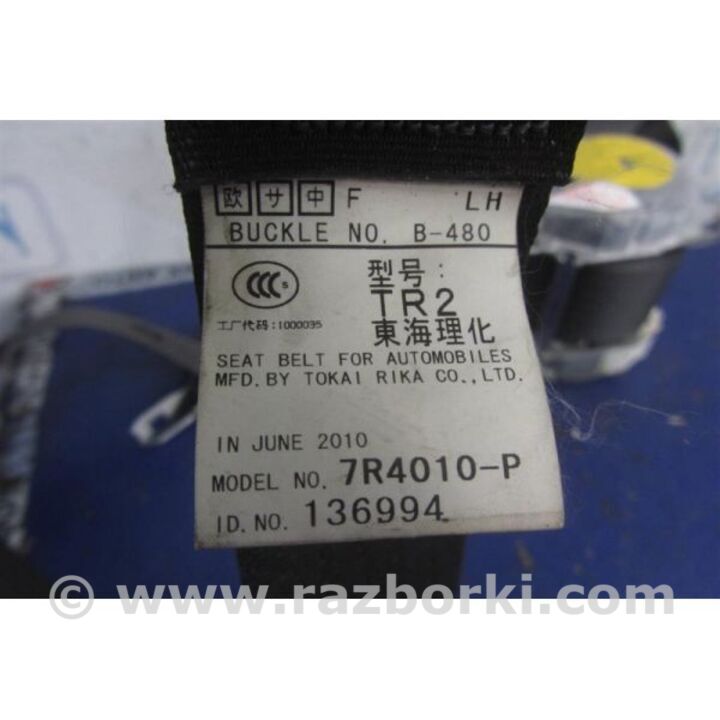 欧 サ 中 F LH
BUCKLE NO. B-480
CCC S
型号:
TR2
工厂代码:1000035
東海理化
SEAT BELT FOR AUTOMOBILES
MFD. BY TOKAI RIKA CO., LTD.
IN JUNE 2010
MODEL NO. 7R4010-P
ID.NO. 136994
© www.razborki.com